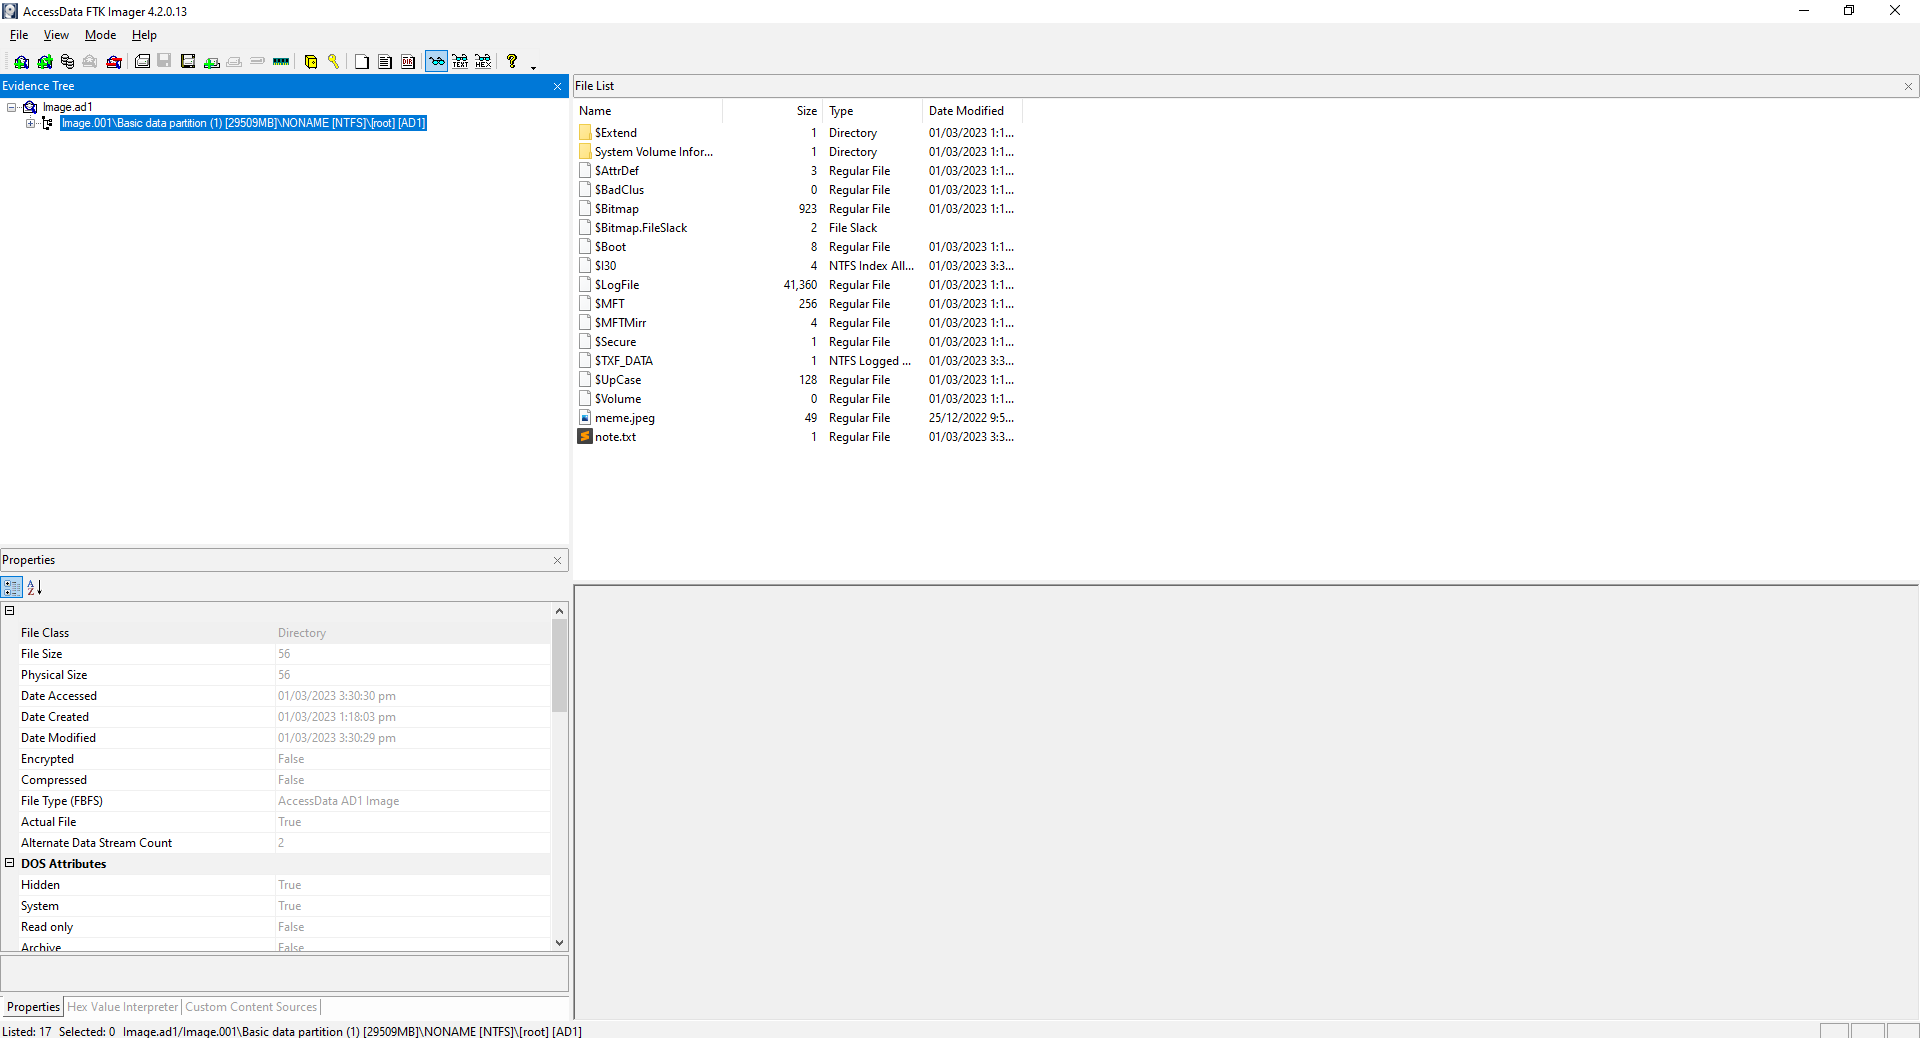 AccessData FTK Imager 4.2.0.13
File View Mode Help
Evidence Tree
Image.ad1
Image.001\Basic data partition (1) [29509MB]\NONAME [NTFS]\[root] [AD1]
File List
Name Size Type Date Modified
$Extend 1 Directory 01/03/2023 1:1...
System Volume Infor... 1 Directory 01/03/2023 1:1...
$AttrDef 3 Regular File 01/03/2023 1:1...
$BadClus 0 Regular File 01/03/2023 1:1...
$Bitmap 923 Regular File 01/03/2023 1:1...
$Bitmap.FileSlack 2 File Slack
$Boot 8 Regular File 01/03/2023 1:1...
$I30 4 NTFS Index All... 01/03/2023 3:3...
$LogFile 41,360 Regular File 01/03/2023 1:1...
$MFT 256 Regular File 01/03/2023 1:1...
$MFTMirr 4 Regular File 01/03/2023 1:1...
$Secure 1 Regular File 01/03/2023 1:1...
$TXF_DATA 1 NTFS Logged ... 01/03/2023 3:3...
$UpCase 128 Regular File 01/03/2023 1:1...
$Volume 0 Regular File 01/03/2023 1:1...
meme.jpeg 49 Regular File 25/12/2022 9:5...
note.txt 1 Regular File 01/03/2023 3:3...
Properties
File Class Directory
File Size 56
Physical Size 56
Date Accessed 01/03/2023 3:30:30 pm
Date Created 01/03/2023 1:18:03 pm
Date Modified 01/03/2023 3:30:29 pm
Encrypted False
Compressed False
File Type (FBFS) AccessData AD1 Image
Actual File True
Alternate Data Stream Count 2
DOS Attributes
Hidden True
System True
Read only False
Archive False
Properties Hex Value Interpreter Custom Content Sources
Listed: 17 Selected: 0 Image.ad1/Image.001\Basic data partition (1) [29509MB]\NONAME [NTFS]\[root] [AD1]